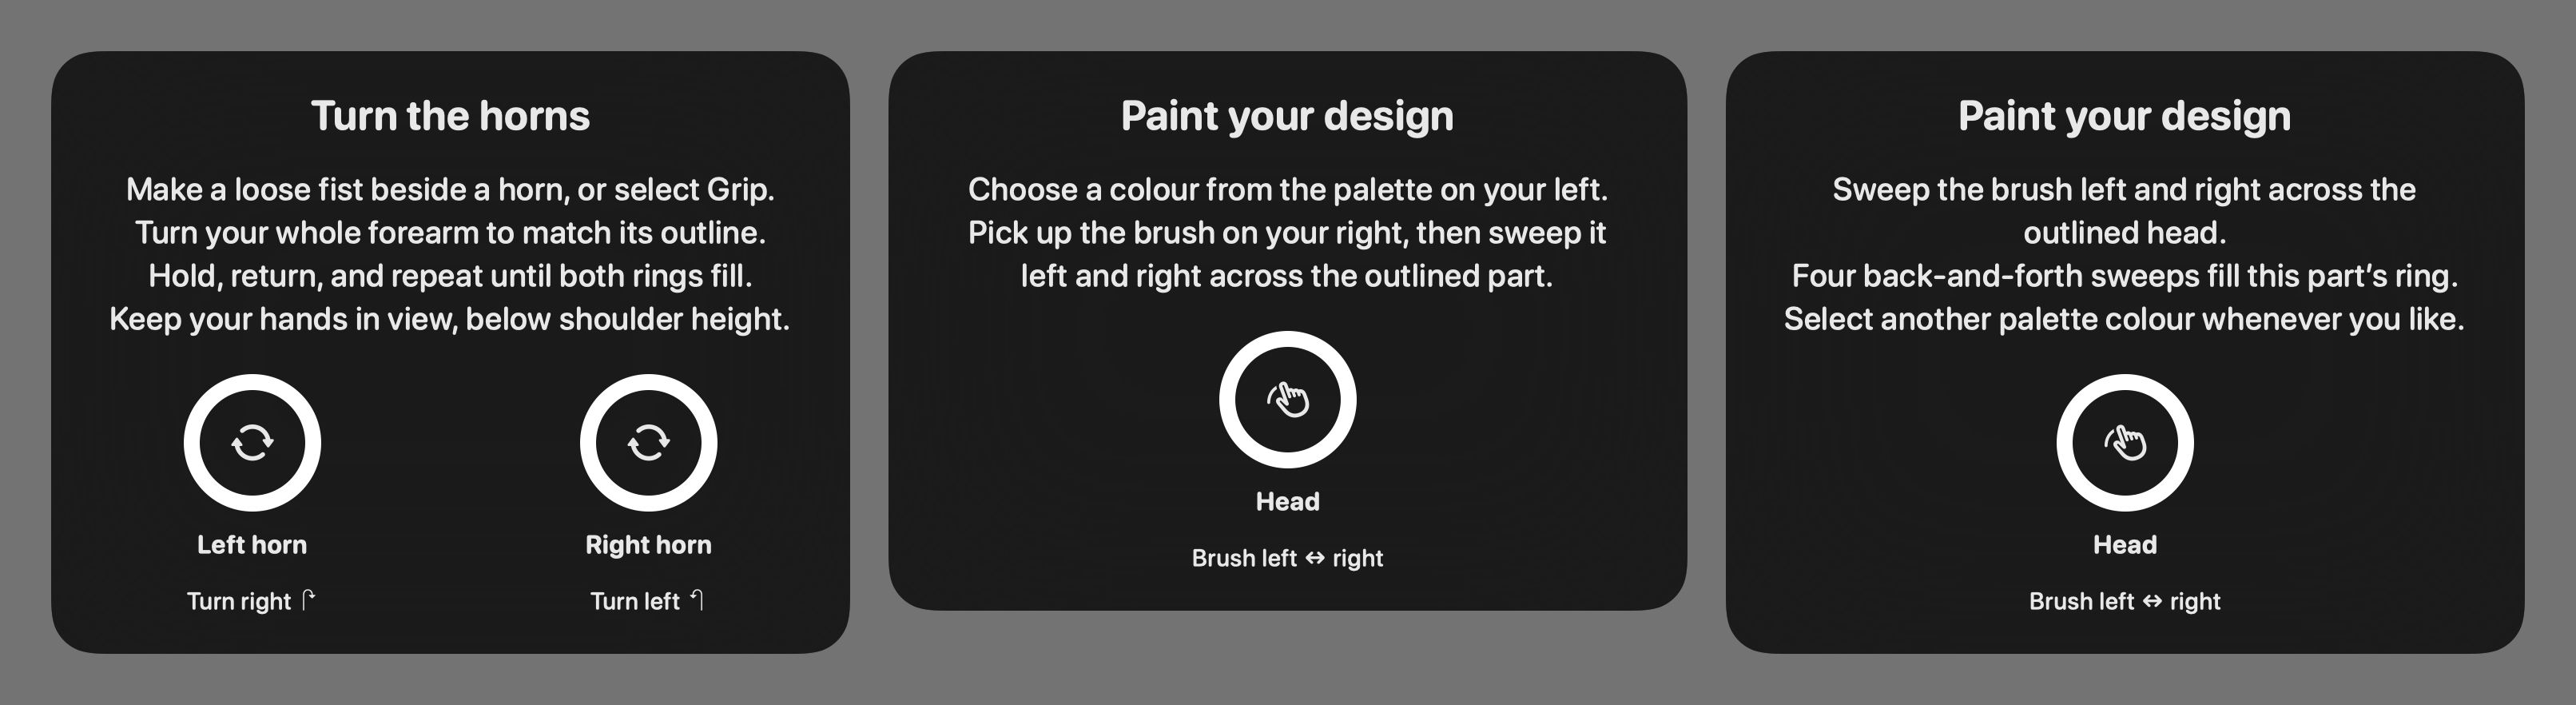 Turn the horns
Make a loose fist beside a horn, or select Grip.
Turn your whole forearm to match its outline.
Hold, return, and repeat until both rings fill.
Keep your hands in view, below shoulder height.
Left horn
Right horn
Turn right ↱
Turn left ↰
Paint your design
Choose a colour from the palette on your left.
Pick up the brush on your right, then sweep it
left and right across the outlined part.
Head
Brush left ↔ right
Paint your design
Sweep the brush left and right across the
outlined head.
Four back-and-forth sweeps fill this part’s ring.
Select another palette colour whenever you like.
Head
Brush left ↔ right